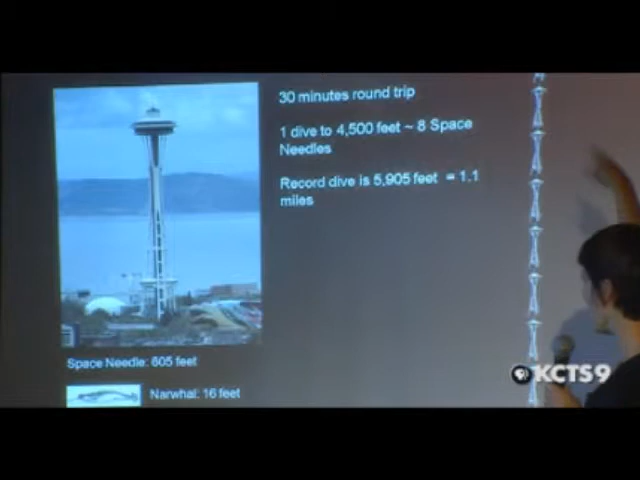 30 minutes round trip
1 dive to 4,500 feet ~ 8 Space
Needles
Record dive is 5,905 feet = 1.1
miles
Space Needle: 605 feet
Narwhal: 16 feet
KCTS9